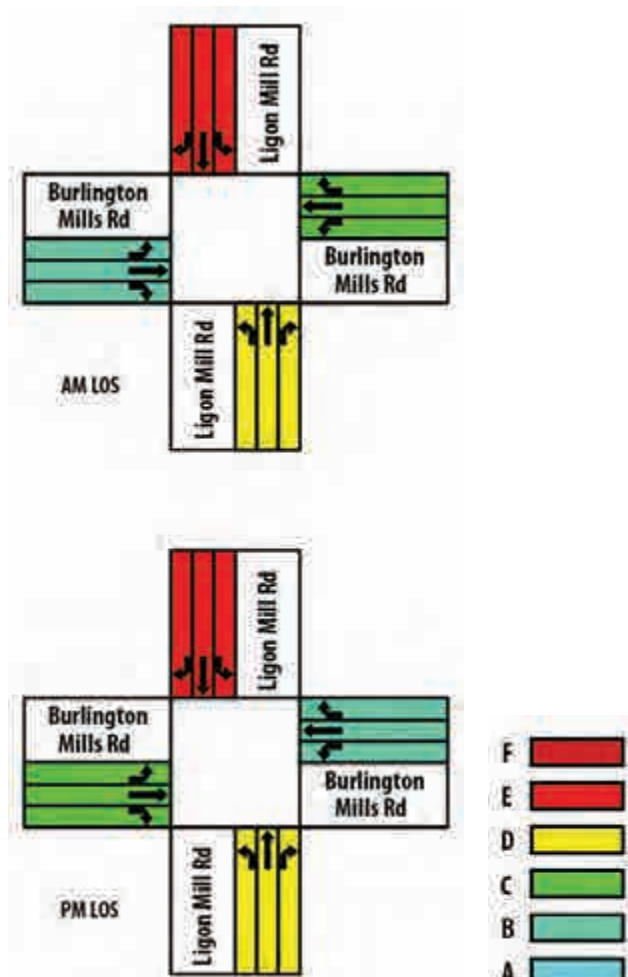 Ligon Mill Rd
Burlington
Mills Rd
Burlington
Mills Rd
Ligon Mill Rd
AM LOS
Ligon Mill Rd
Burlington
Mills Rd
Burlington
Mills Rd
Ligon Mill Rd
PM LOS
F
E
D
C
B
A